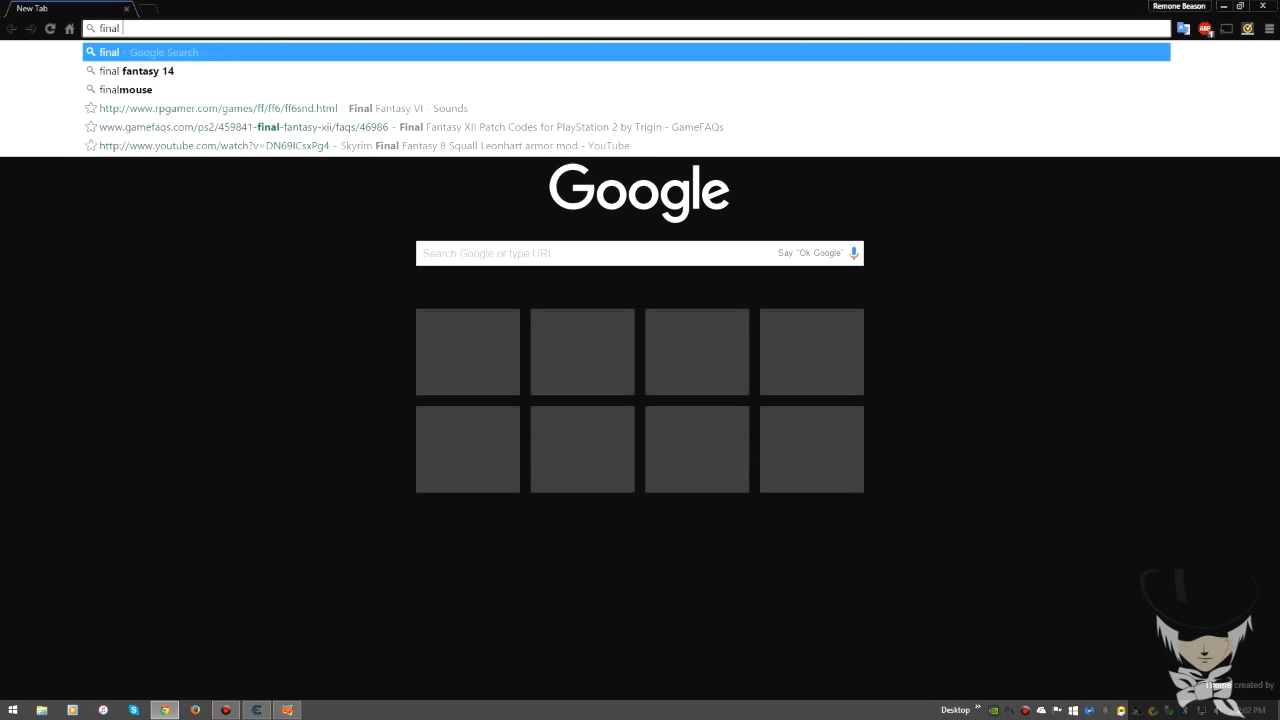 New Tab
Remone Beason
final
final - Google Search
final fantasy 14
finalmouse
http://www.rpgamer.com/games/ff/ff6/ff6snd.html - Final Fantasy VI - Sounds
www.gamefaqs.com/ps2/459841-final-fantasy-xii/faqs/46986 - Final Fantasy XII Patch Codes for PlayStation 2 by Trigin - GameFAQs
http://www.youtube.com/watch?v=DN69ICsxPg4 - Skyrim Final Fantasy 8 Squall Leonhart armor mod - YouTube
Google
Search Google or type URL
Say "Ok Google"
Theme created by
Desktop
ABP